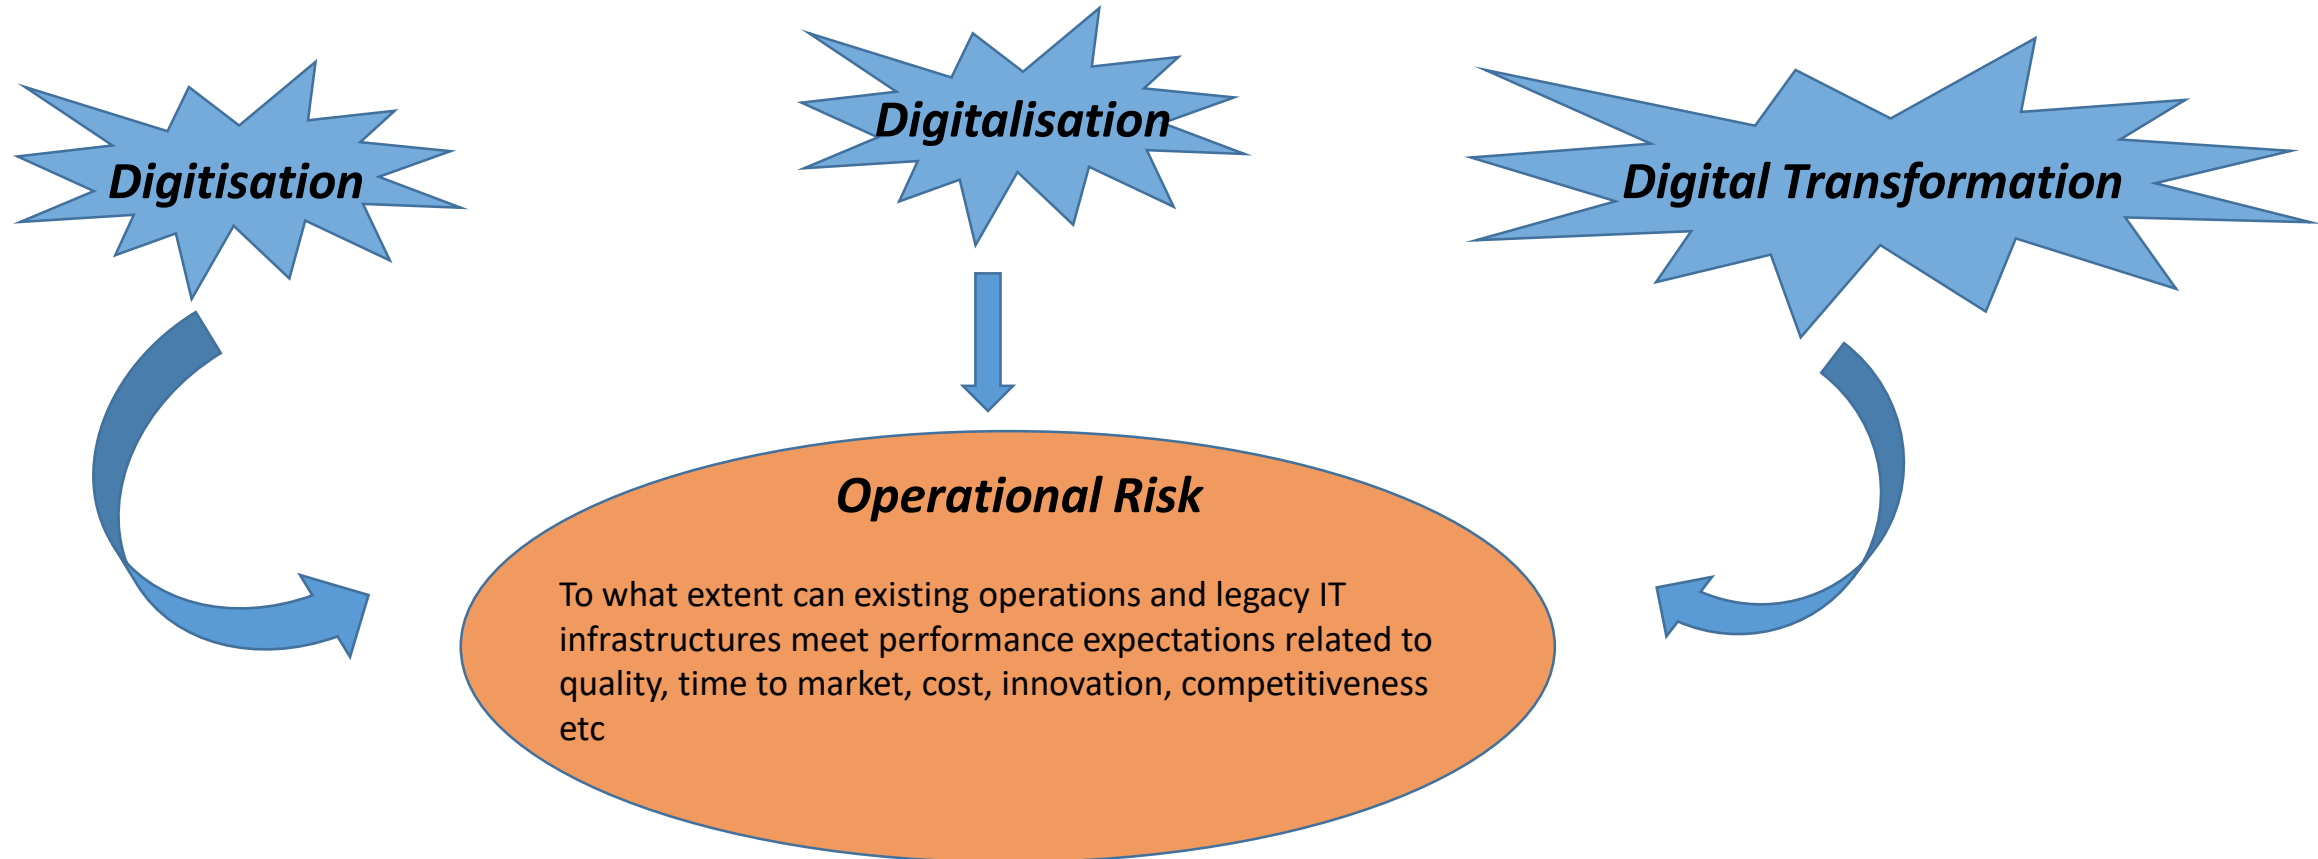 Digitisation
Digitalisation
Digital Transformation
Operational Risk
To what extent can existing operations and legacy IT
infrastructures meet performance expectations related to
quality, time to market, cost, innovation, competitiveness
etc